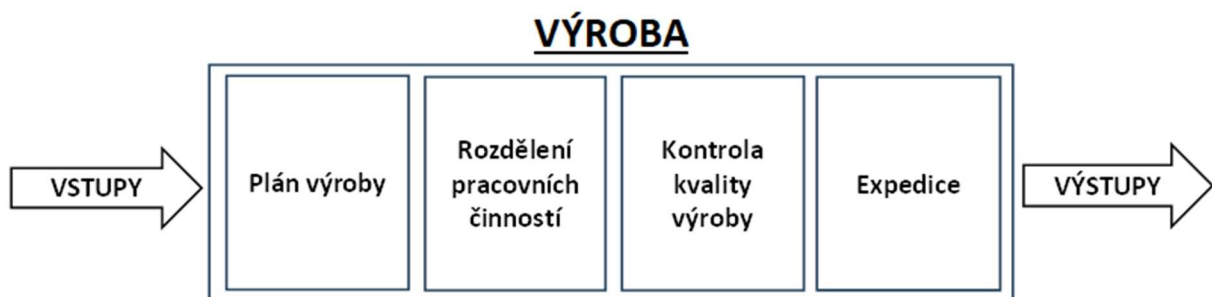 VÝROBA
VSTUPY
Plán výroby
Rozdělení
pracovních
činností
Kontrola
kvality
výroby
Expedice
VÝSTUPY